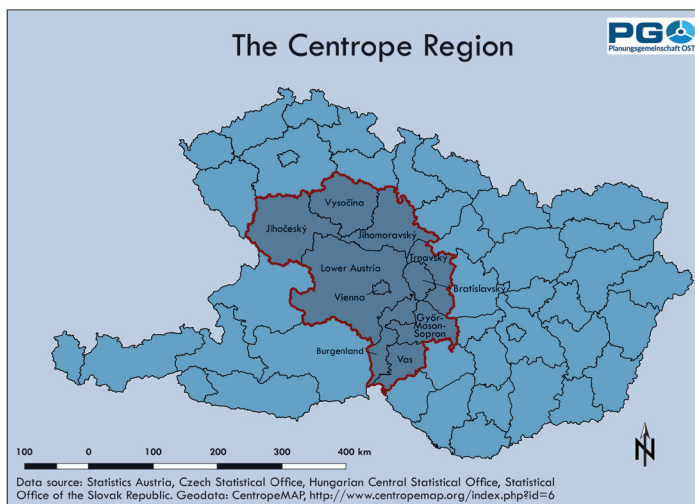 The Centrope Region
PGO
Planungsgemeinschaft OST
Vysočina
Jihočeský
Jihomoravský
Trnavský
Lower Austria
Bratislavský
Vienna
Győr-
Moson-
Sopron
Burgenland
Vas
100 0 100 200 300 400 km
N
Data source: Statistics Austria, Czech Statistical Office, Hungarian Central Statistical Office, Statistical
Office of the Slovak Republic. Geodata: CentropeMAP, http://www.centropemap.org/index.php?id=6